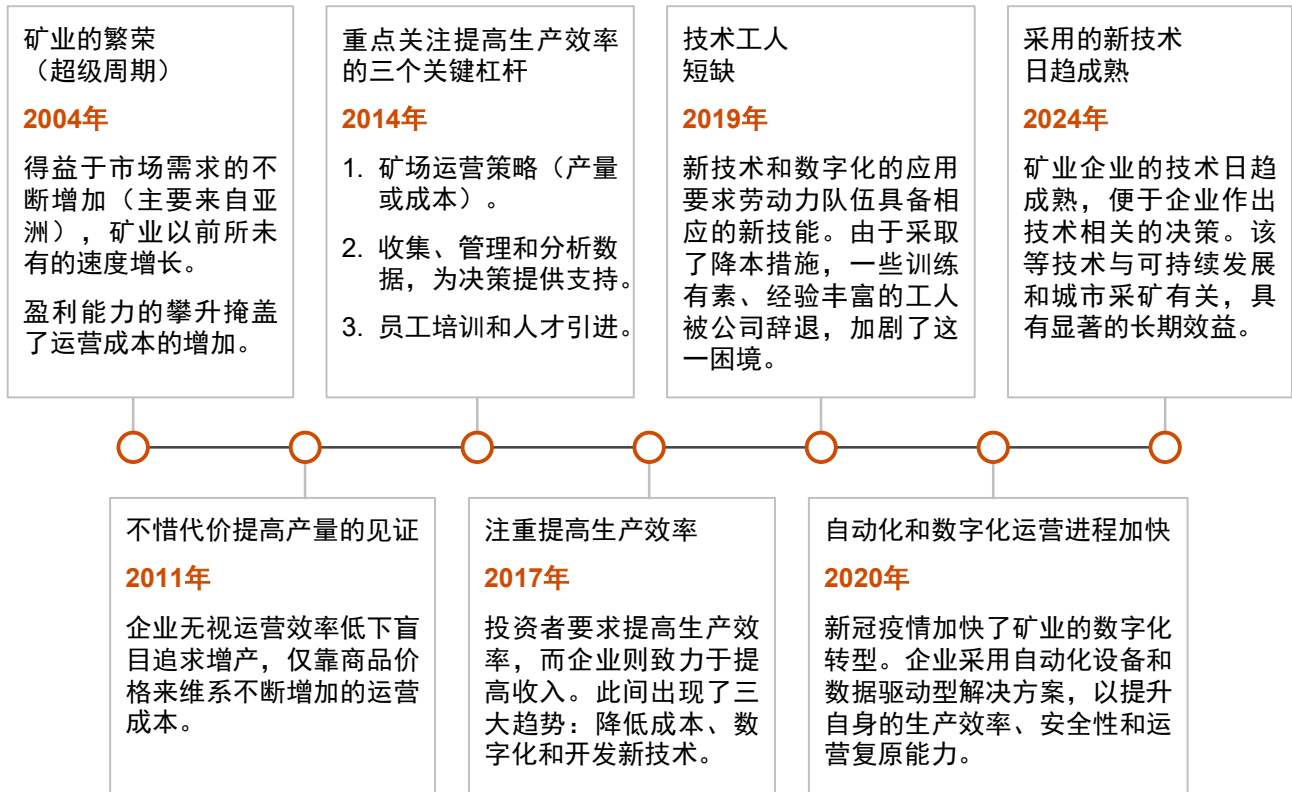 矿业的繁荣
（超级周期）
2004年
得益于市场需求的不
断增加（主要来自亚
洲），矿业以前所未
有的速度增长。
盈利能力的攀升掩盖
了运营成本的增加。
重点关注提高生产效率
的三个关键杠杆
2014年
1. 矿场运营策略（产量
或成本）。
2. 收集、管理和分析数
据，为决策提供支持。
3. 员工培训和人才引进。
技术工人
短缺
2019年
新技术和数字化的应用
要求劳动力队伍具备相
应的新技能。由于采取
了降本措施，一些训练
有素、经验丰富的工人
被公司辞退，加剧了这
一困境。
采用的新技术
日趋成熟
2024年
矿业企业的技术日趋
成熟，便于企业作出
技术相关的决策。该
等技术与可持续发展
和城市采矿有关，具
有显著的长期效益。
不惜代价提高产量的见证
2011年
企业无视运营效率低下盲
目追求增产，仅靠商品价
格来维系不断增加的运营
成本。
注重提高生产效率
2017年
投资者要求提高生产效
率，而企业则致力于提
高收入。此间出现了三
大趋势：降低成本、数
字化和开发新技术。
自动化和数字化运营进程加快
2020年
新冠疫情加快了矿业的数字化
转型。企业采用自动化设备和
数据驱动型解决方案，以提升
自身的生产效率、安全性和运
营复原能力。